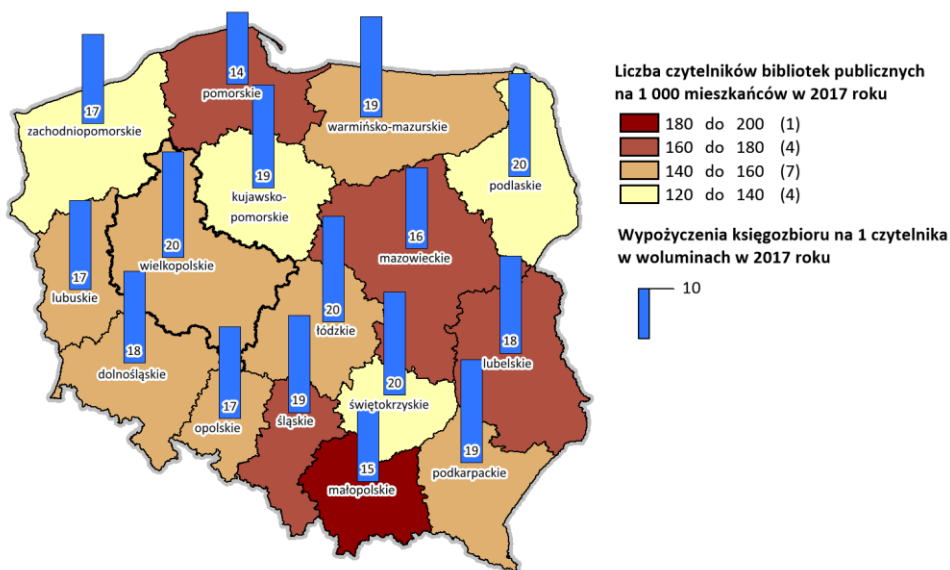 Liczba czytelników bibliotek publicznych
na 1 000 mieszkańców w 2017 roku
180 do 200 (1)
160 do 180 (4)
140 do 160 (7)
120 do 140 (4)
Wypożyczenia księgozbioru na 1 czytelnika
w woluminach w 2017 roku
10
17
zachodniopomorskie
14
pomorskie
19
warmińsko-mazurskie
20
podlaskie
19
kujawsko-
pomorskie
16
mazowieckie
20
wielkopolskie
17
lubuskie
20
łódzkie
18
dolnośląskie
18
lubelskie
17
opolskie
19
śląskie
20
świętokrzyskie
15
małopolskie
19
podkarpackie